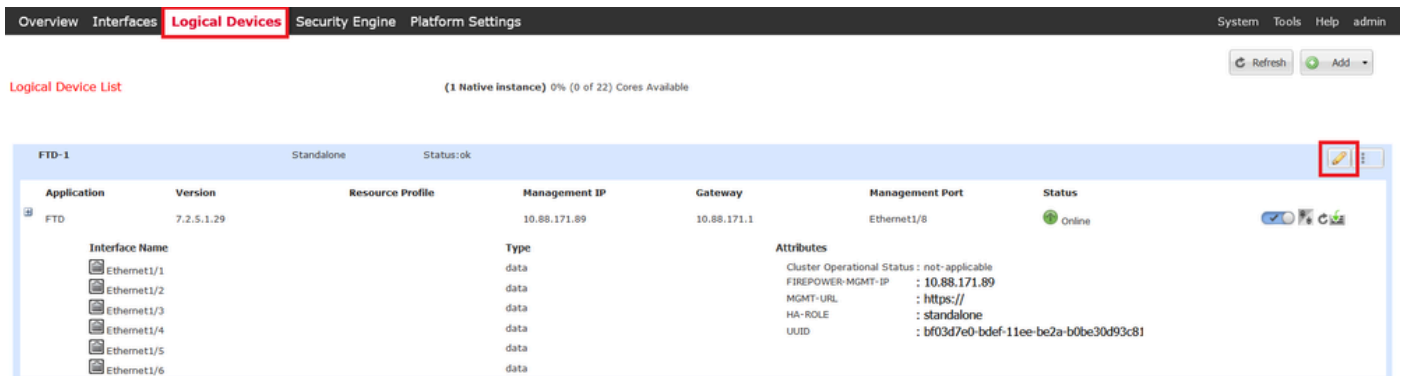 Overview Interfaces Logical Devices Security Engine Platform Settings System Tools Help admin
Refresh Add
Logical Device List (1 Native instance) 0% (0 of 22) Cores Available
FTD-1 Standalone Status:ok
Application Version Resource Profile Management IP Gateway Management Port Status
FTD 7.2.5.1.29 10.88.171.89 10.88.171.1 Ethernet1/8 Online
Interface Name Type Attributes
Ethernet1/1 data Cluster Operational Status : not-applicable
Ethernet1/2 data FIREPOWER-MGMT-IP : 10.88.171.89
Ethernet1/3 data MGMT-URL : https://
Ethernet1/4 data HA-ROLE : standalone
Ethernet1/5 data UUID : bf03d7e0-bdef-11ee-be2a-b0be30d93c81
Ethernet1/6 data